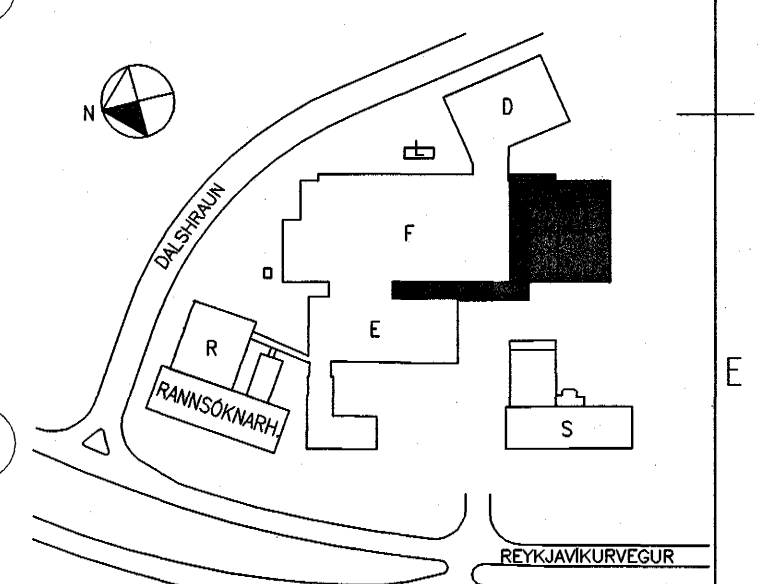 D
N
L
DALSHRAUN
F
E
R
E
RANNSÓKNARH.
S
REYKJAVÍKURVEGUR